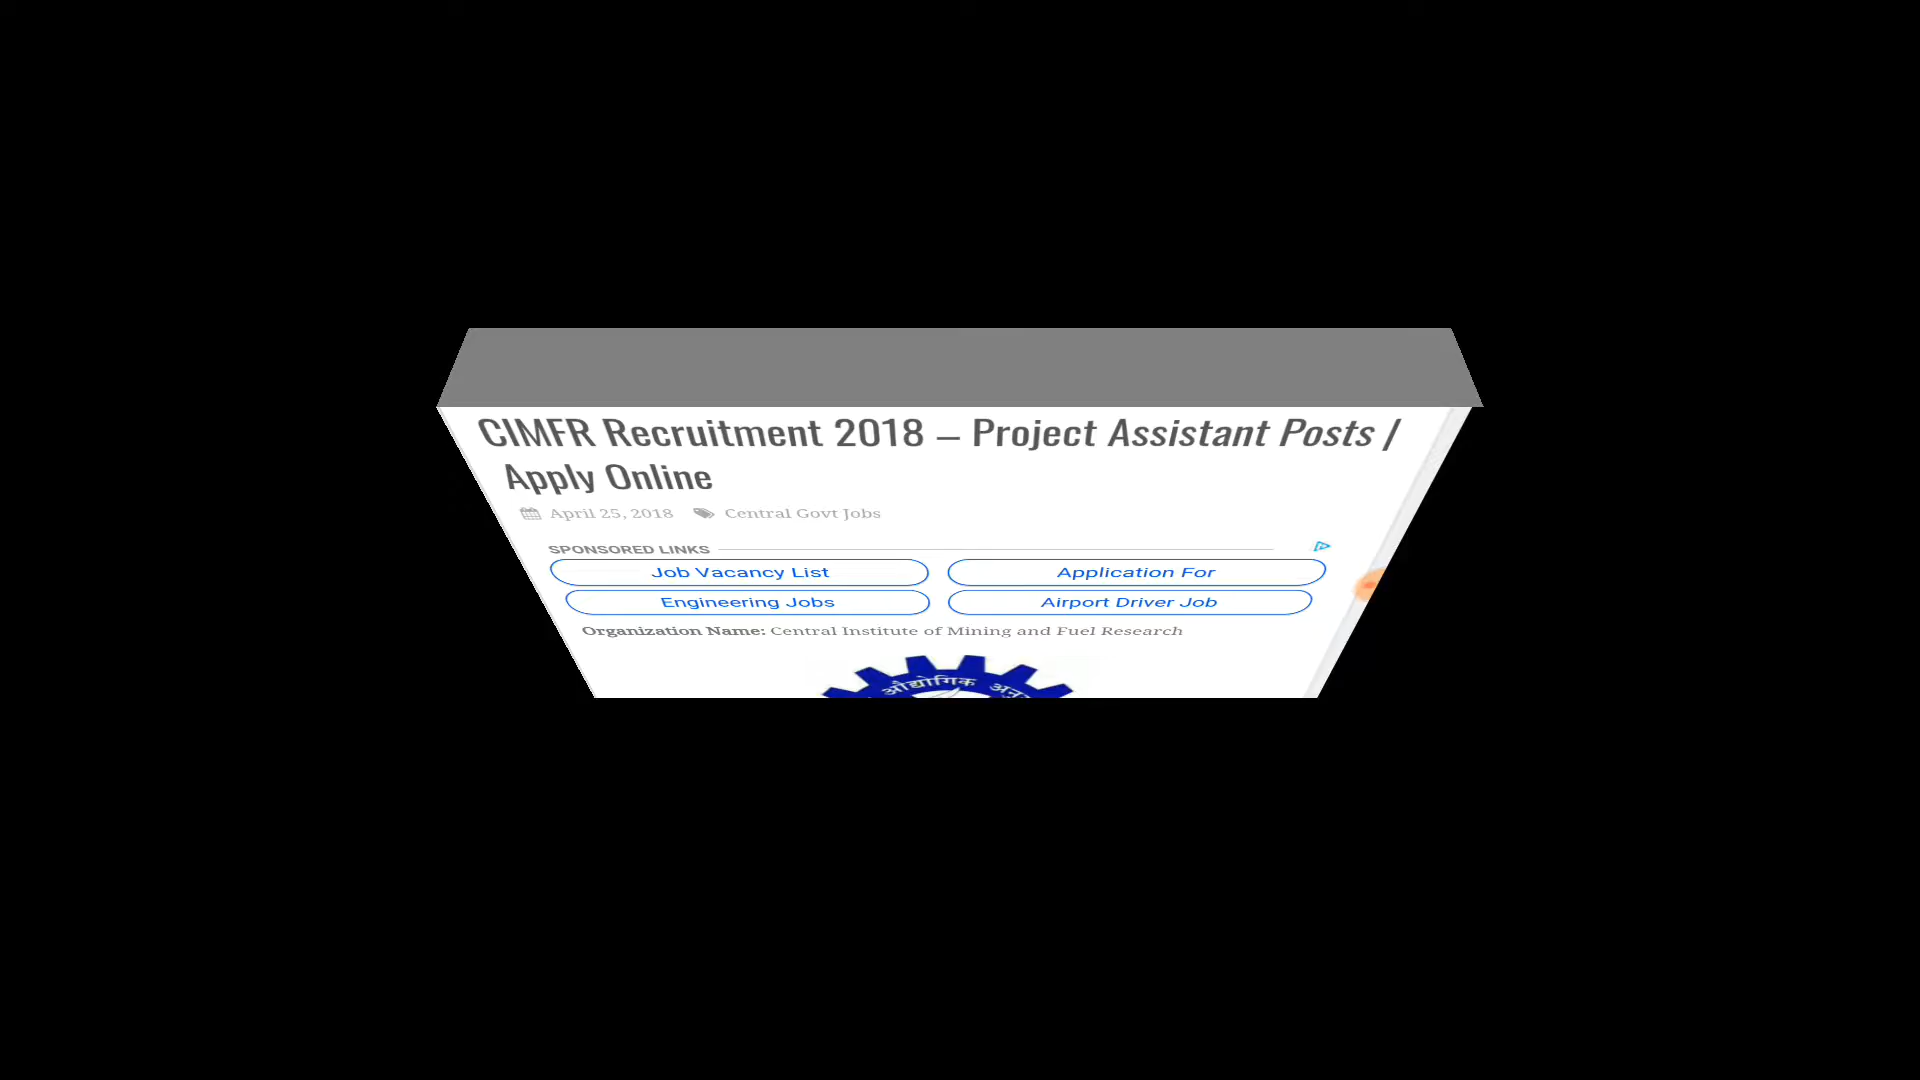 CIMFR Recruitment 2018 – Project Assistant Posts /
Apply Online
April 25, 2018 Central Govt Jobs
SPONSORED LINKS
Job Vacancy List Application For
Engineering Jobs Airport Driver Job
Organization Name: Central Institute of Mining and Fuel Research
औद्योगिक